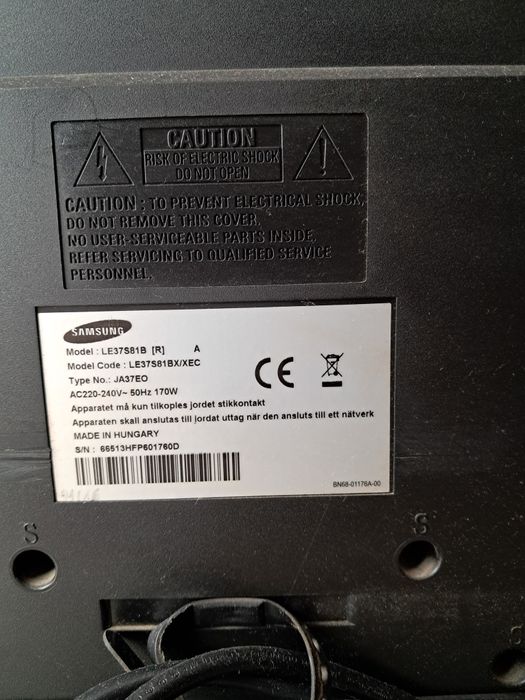 CAUTION
RISK OF ELECTRIC SHOCK
DO NOT OPEN
CAUTION : TO PREVENT ELECTRICAL SHOCK,
DO NOT REMOVE THIS COVER.
NO USER-SERVICEABLE PARTS INSIDE.
REFER SERVICING TO QUALIFIED SERVICE
PERSONNEL.
SAMSUNG
Model : LE37S81B [R] A
Model Code : LE37S81BX/XEC
Type No.: JA37EO
AC220-240V~ 50Hz 170W
Apparatet må kun tilkoples jordet stikkontakt
Apparaten skall anslutas till jordat uttag när den ansluts till ett nätverk
MADE IN HUNGARY
S/N : 66513HFP601760D
CE
BN68-01176A-00
S
S
S